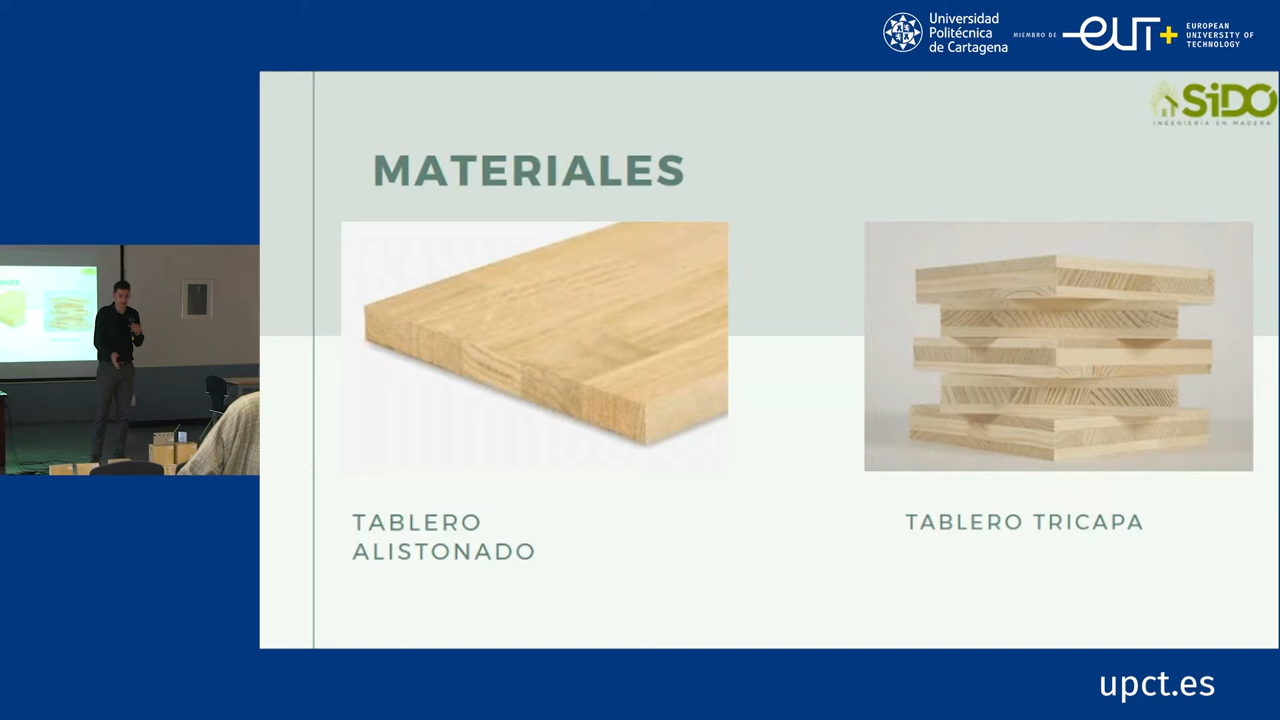 Universidad
Politécnica
de Cartagena
MIEMBRO DE
EUT+
EUROPEAN
UNIVERSITY OF
TECHNOLOGY
SiDO
INGENIERÍA EN MADERA
MATERIALES
TABLERO
ALISTONADO
TABLERO TRICAPA
upct.es